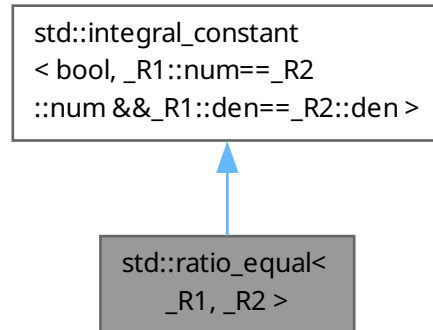 std::integral_constant
< bool, _R1::num==_R2
::num &&_R1::den==_R2::den >
std::ratio_equal<
_R1, _R2 >